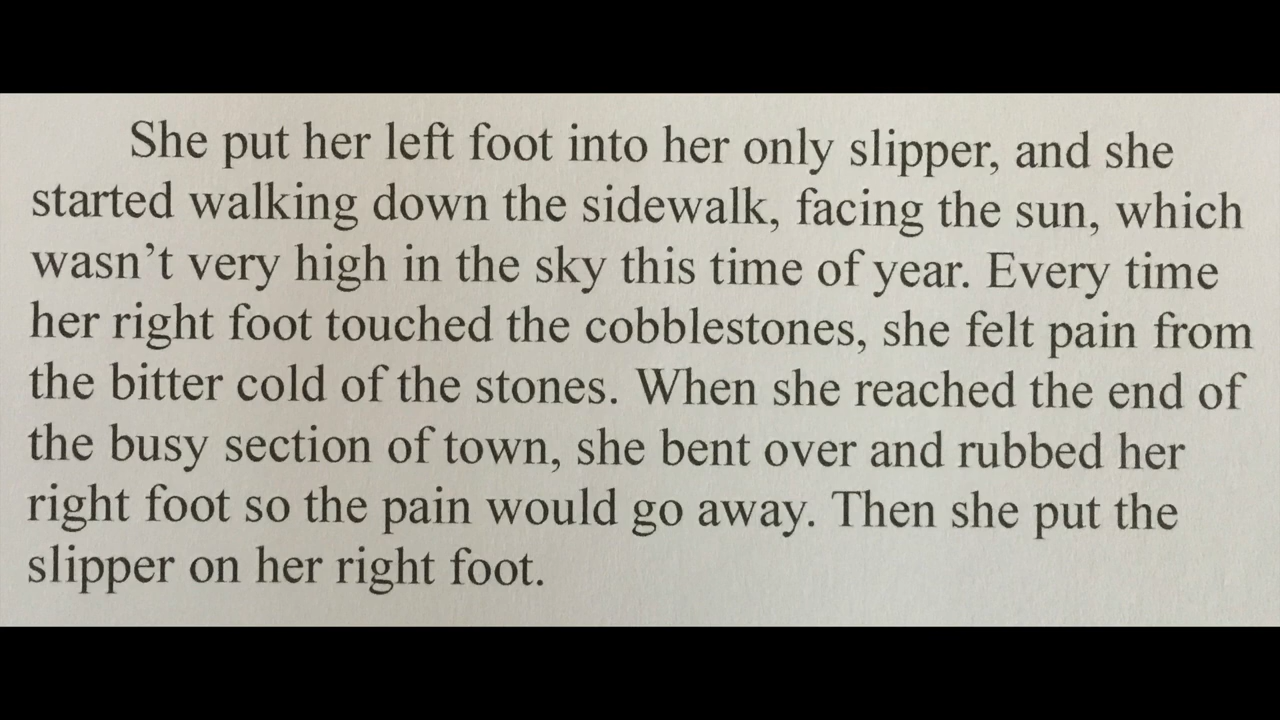 She put her left foot into her only slipper, and she
started walking down the sidewalk, facing the sun, which
wasn’t very high in the sky this time of year. Every time
her right foot touched the cobblestones, she felt pain from
the bitter cold of the stones. When she reached the end of
the busy section of town, she bent over and rubbed her
right foot so the pain would go away. Then she put the
slipper on her right foot.